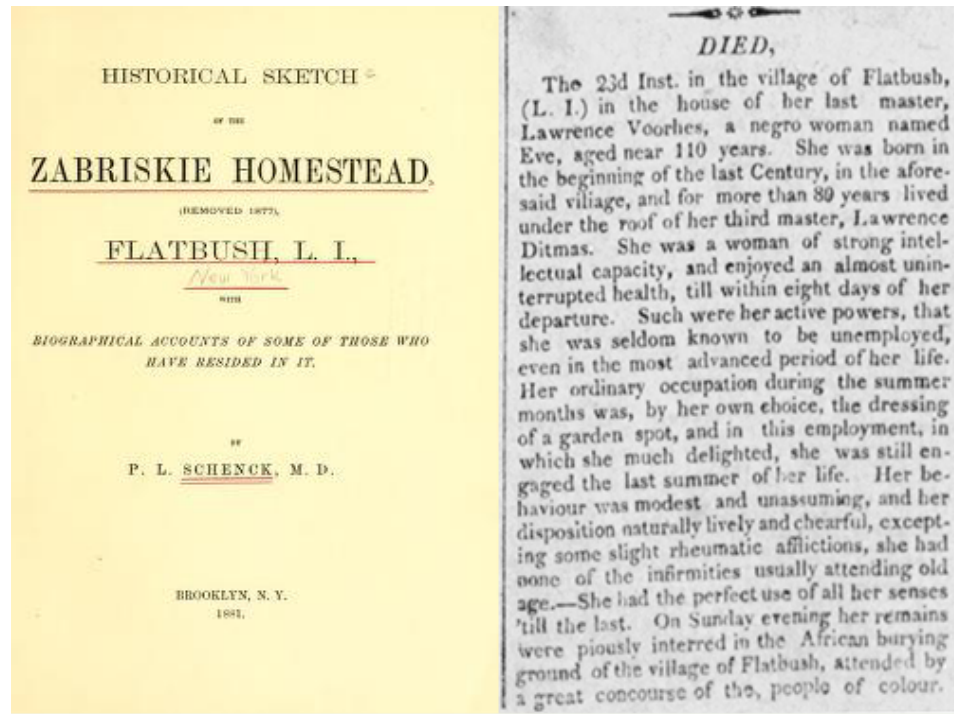 HISTORICAL SKETCH
OF THE
ZABRISKIE HOMESTEAD,
(REMOVED 1877),
FLATBUSH, L. I.,
New York
WITH
BIOGRAPHICAL ACCOUNTS OF SOME OF THOSE WHO
HAVE RESIDED IN IT.
BY
P. L. SCHENCK, M. D.
BROOKLYN, N. Y.
1881.
DIED,
The 23d Inst. in the village of Flatbush,
(L. I.) in the house of her last master,
Lawrence Voorhes, a negro woman named
Eve, aged near 110 years. She was born in
the beginning of the last Century, in the afore-
said village, and for more than 80 years lived
under the roof of her third master, Lawrence
Ditmas. She was a woman of strong intel-
lectual capacity, and enjoyed an almost unin-
terrupted health, till within eight days of her
departure. Such were her active powers, that
she was seldom known to be unemployed,
even in the most advanced period of her life.
Her ordinary occupation during the summer
months was, by her own choice, the dressing
of a garden spot, and in this employment, in
which she much delighted, she was still en-
gaged the last summer of her life. Her be-
haviour was modest and unassuming, and her
disposition naturally lively and chearful, except-
ing some slight rheumatic afflictions, she had
none of the infirmities usually attending old
age.—She had the perfect use of all her senses
'till the last. On Sunday evening her remains
were piously interred in the African burying
ground of the village of Flatbush, attended by
a great concourse of the, people of colour.